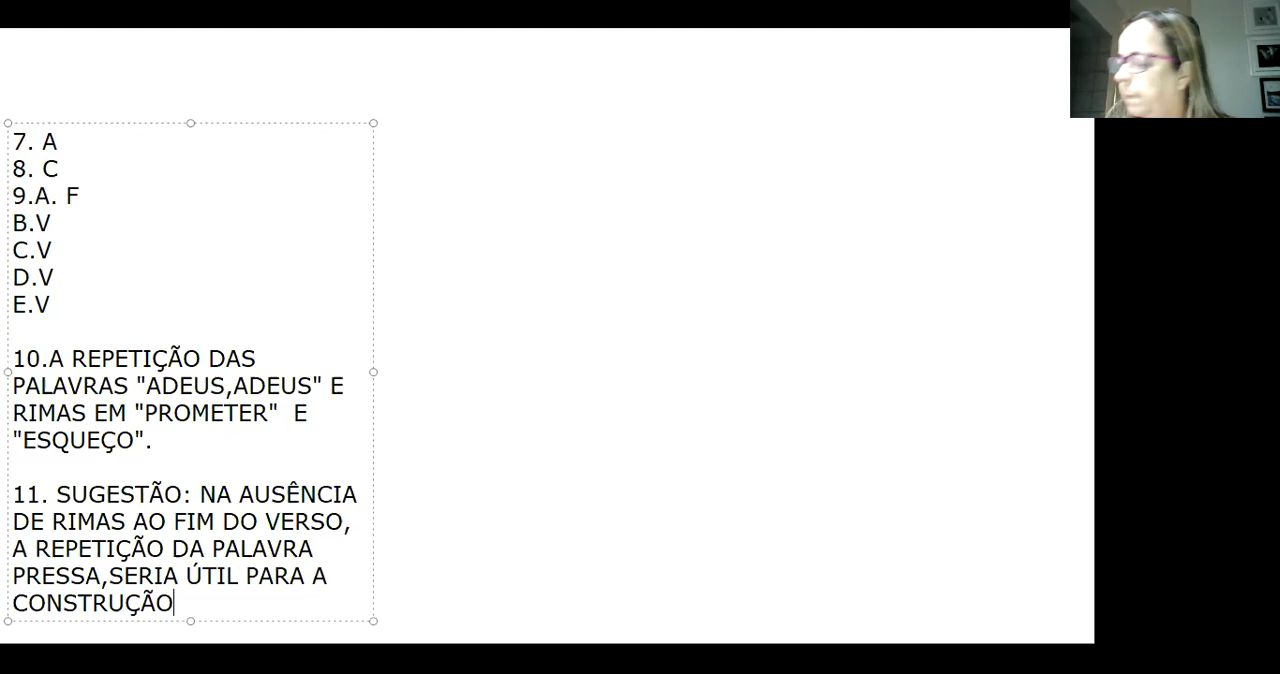 7. A
8. C
9.A. F
B.V
C.V
D.V
E.V
10.A REPETIÇÃO DAS
PALAVRAS "ADEUS,ADEUS" E
RIMAS EM "PROMETER"  E
"ESQUEÇO".
11. SUGESTÃO: NA AUSÊNCIA
DE RIMAS AO FIM DO VERSO,
A REPETIÇÃO DA PALAVRA
PRESSA,SERIA ÚTIL PARA A
CONSTRUÇÃO